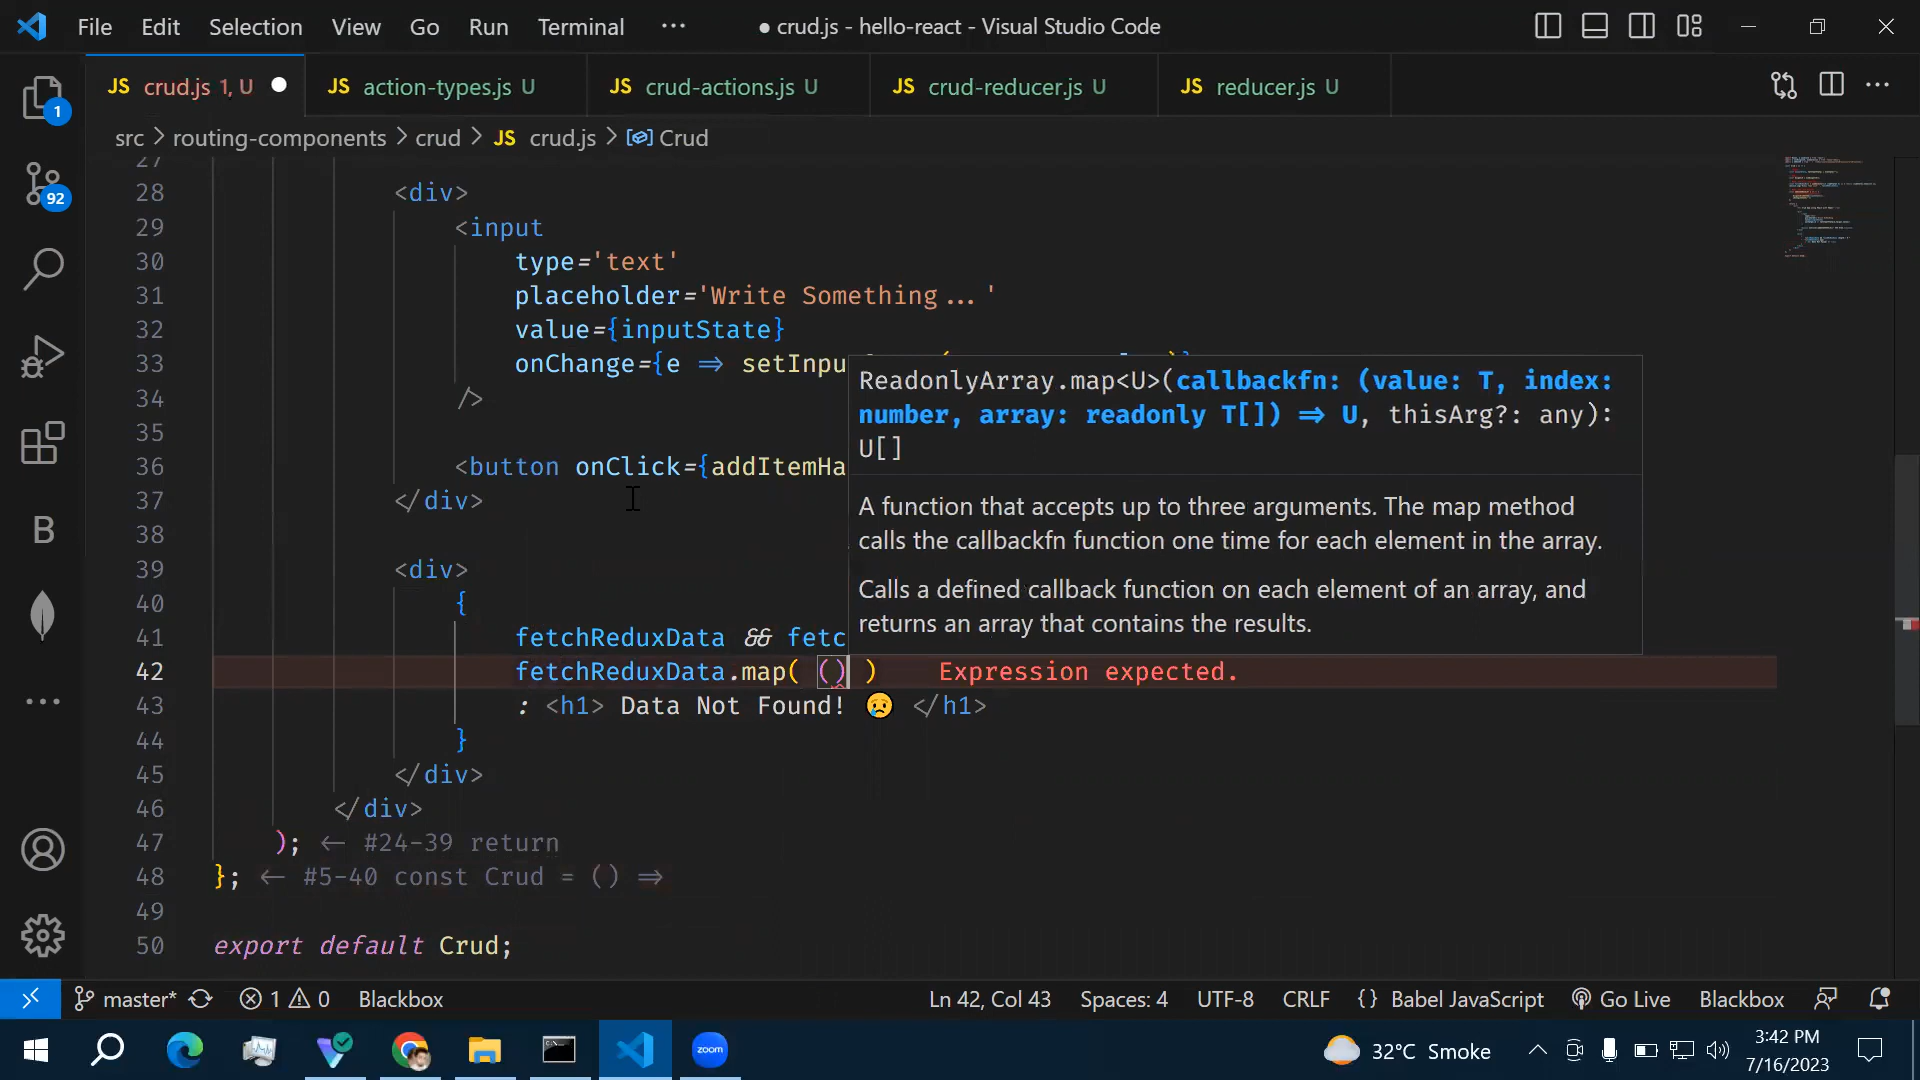 File Edit Selection View Go Run Terminal ··· ● crud.js - hello-react - Visual Studio Code
JS crud.js 1, U ● JS action-types.js U JS crud-actions.js U JS crud-reducer.js U JS reducer.js U ···
src > routing-components > crud > JS crud.js > Crud
27
28 <div>
29 <input
30 type='text'
31 placeholder='Write Something...'
32 value={inputState}
33 onChange={e => setInpu
34 />
35
36 <button onClick={addItemHa
37 </div>
38
39 <div>
40 {
41 fetchReduxData && fetc
42 fetchReduxData.map( () ) Expression expected.
43 : <h1> Data Not Found! 😥 </h1>
44 }
45 </div>
46 </div>
47 ); ← #24-39 return
48 }; ← #5-40 const Crud = () =>
49
50 export default Crud;
ReadonlyArray.map<U>(callbackfn: (value: T, index:
number, array: readonly T[]) => U, thisArg?: any):
U[]
A function that accepts up to three arguments. The map method
calls the callbackfn function one time for each element in the array.
Calls a defined callback function on each element of an array, and
returns an array that contains the results.
1
92
B
···
master* 1 0 Blackbox Ln 42, Col 43 Spaces: 4 UTF-8 CRLF {} Babel JavaScript Go Live Blackbox
zoom 32°C Smoke 3:42 PM
7/16/2023